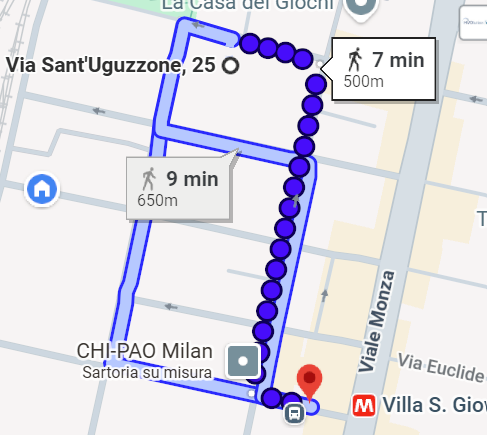 La Casa dei Giochi
7 min
500m
Via Sant'Uguzzone, 25
9 min
650m
Viale Monza
CHI-PAO Milan
Sartoria su misura
Via Euclide
M Villa S. Giov
T